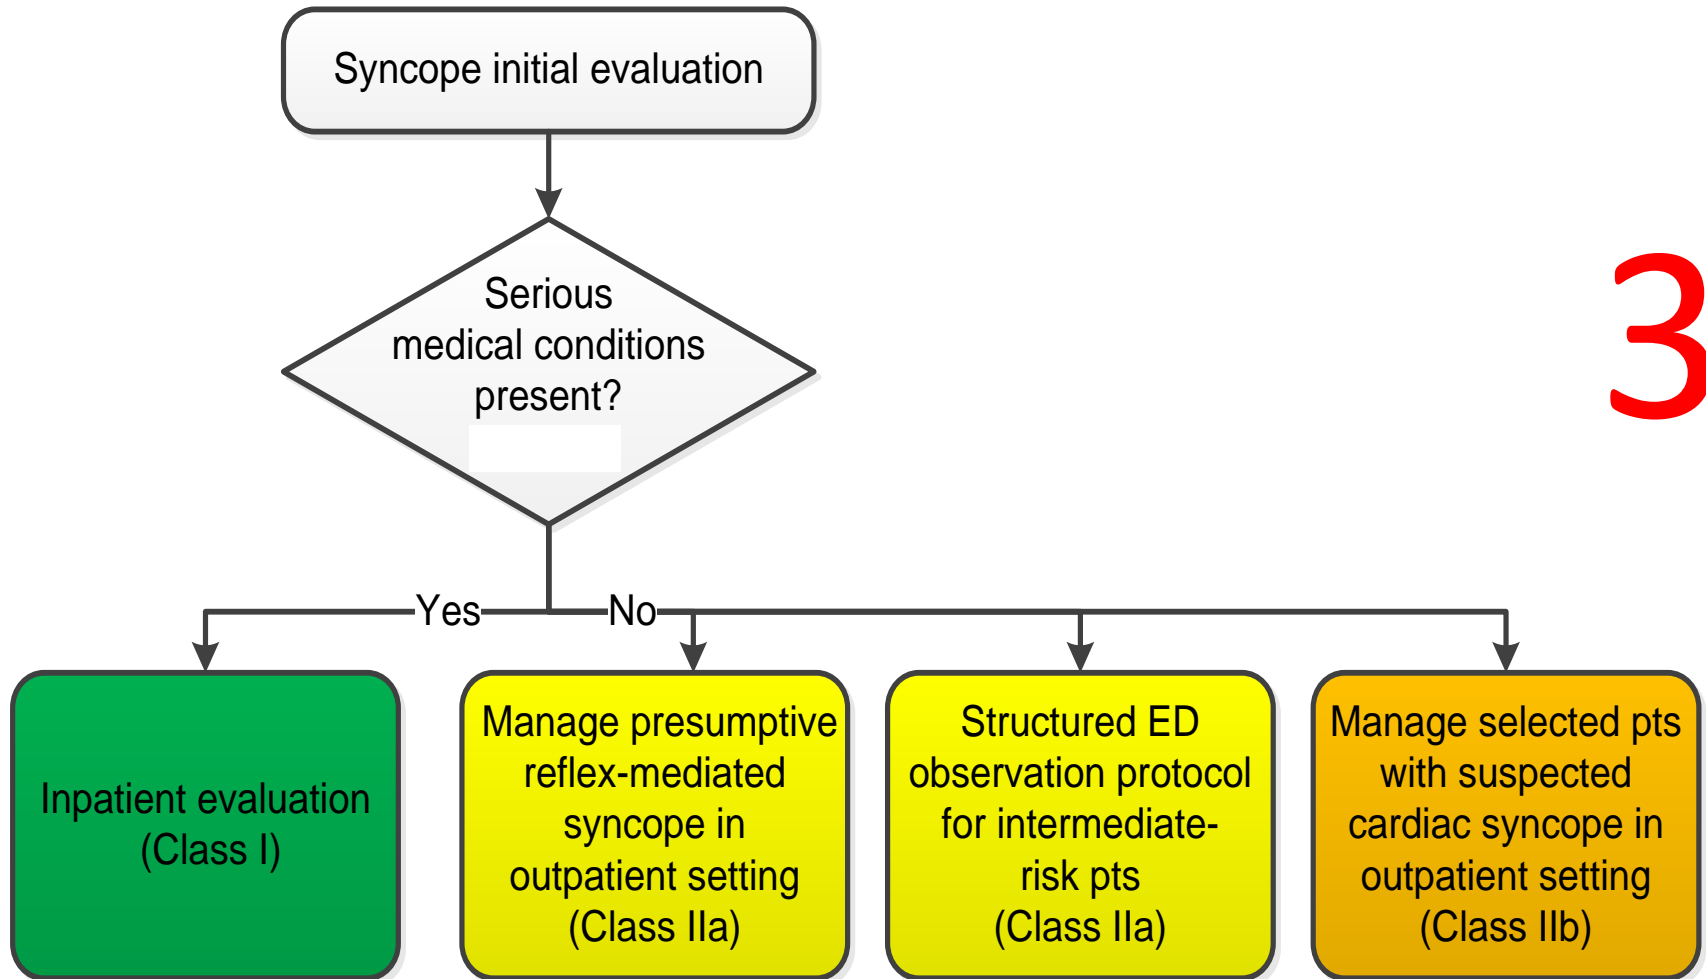 Syncope initial evaluation
Serious
medical conditions
present?
3
Yes
No
Inpatient evaluation
(Class I)
Manage presumptive
reflex-mediated
syncope in
outpatient setting
(Class IIa)
Structured ED
observation protocol
for intermediate-
risk pts
(Class IIa)
Manage selected pts
with suspected
cardiac syncope in
outpatient setting
(Class IIb)